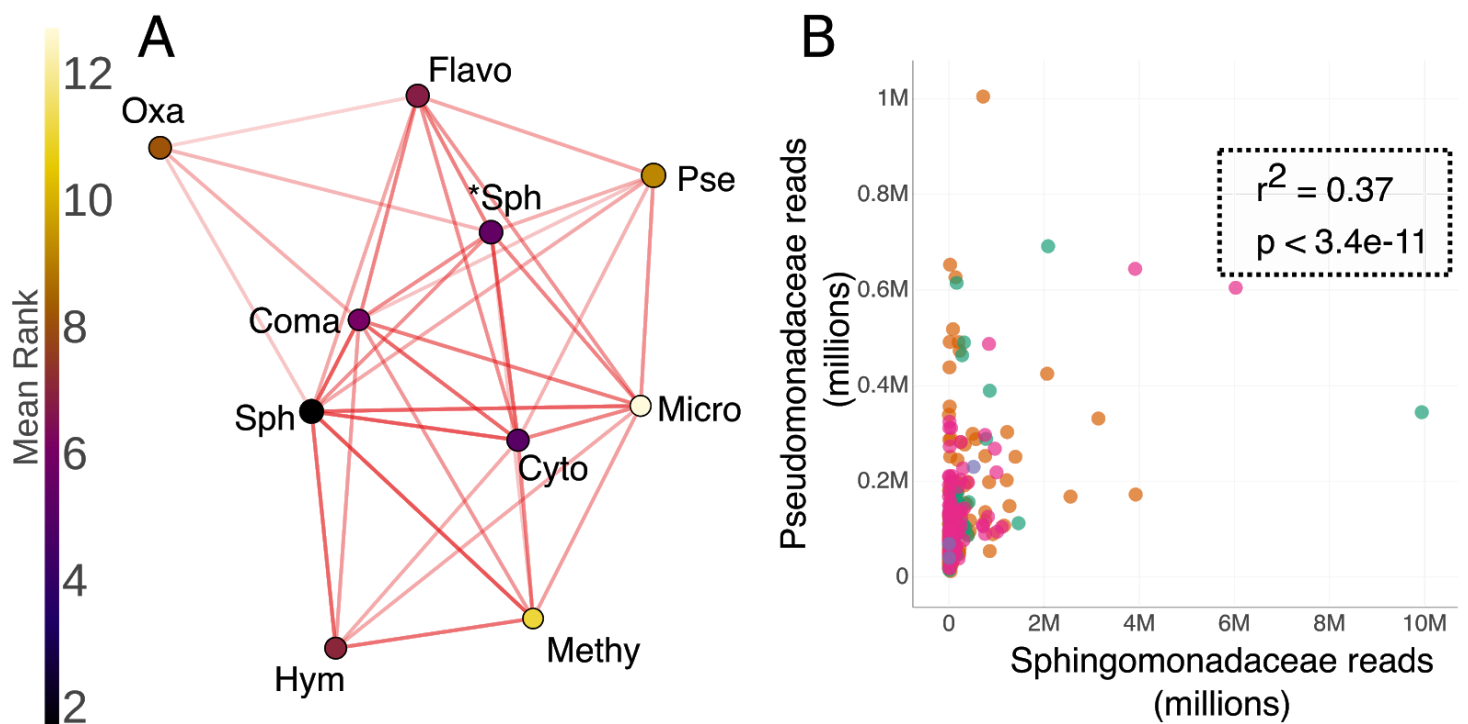 A
B
Mean Rank
12
10
8
6
4
2
Flavo
Oxa
Pse
*Sph
Coma
Sph
Micro
Cyto
Methy
Hym
Pseudomonadaceae reads
(millions)
1M
0.8M
0.6M
0.4M
0.2M
0
r² = 0.37
p < 3.4e-11
0 2M 4M 6M 8M 10M
Sphingomonadaceae reads
(millions)